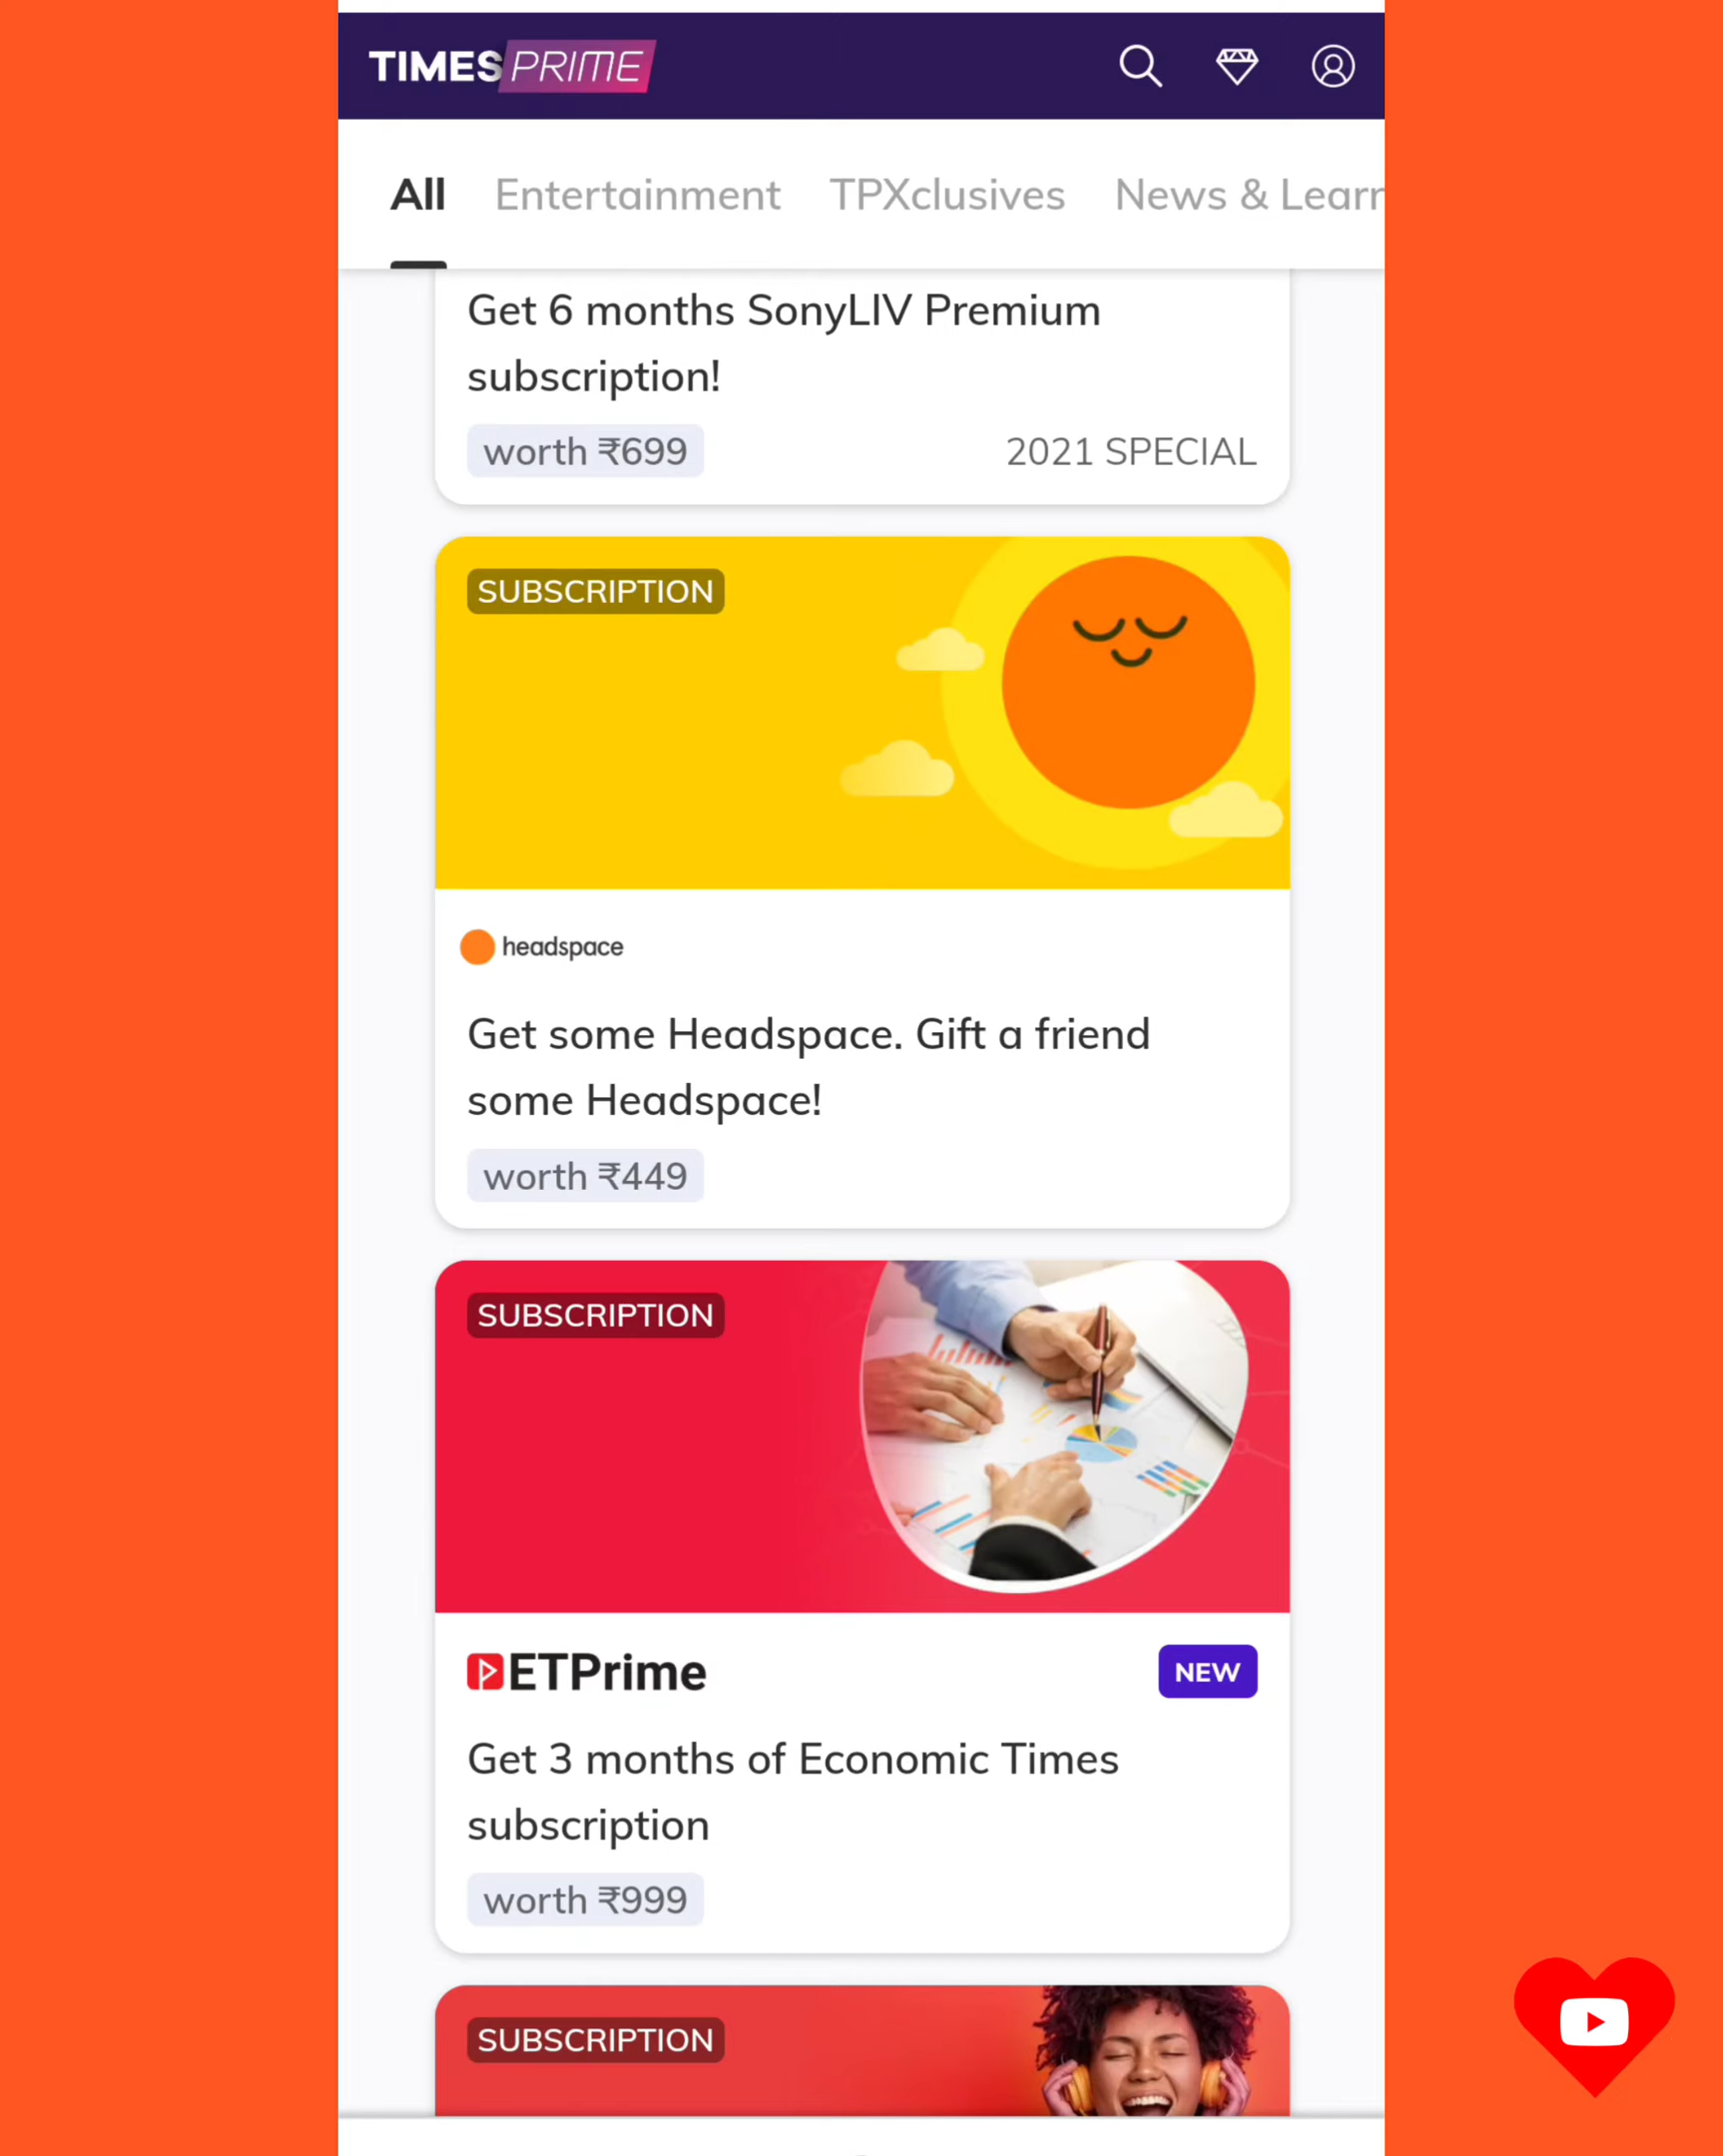 TIMES PRIME
All Entertainment TPXclusives News & Learr
Get 6 months SonyLIV Premium
subscription!
worth ₹699 2021 SPECIAL
SUBSCRIPTION
headspace
Get some Headspace. Gift a friend
some Headspace!
worth ₹449
SUBSCRIPTION
ETPrime NEW
Get 3 months of Economic Times
subscription
worth ₹999
SUBSCRIPTION